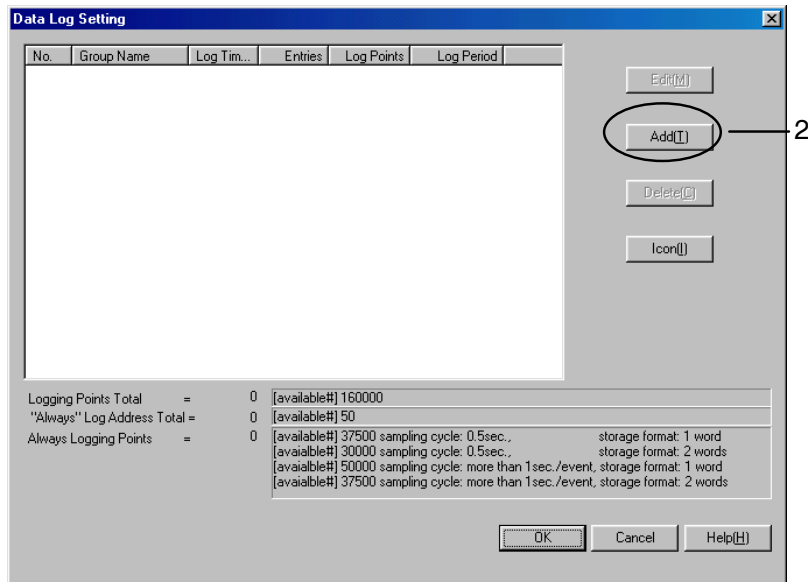 Data Log Setting
No. Group Name Log Tim... Entries Log Points Log Period
Edit(M)
Add(T)
2
Delete(C)
Icon(I)
Logging Points Total = 0 [available#] 160000
"Always" Log Address Total = 0 [available#] 50
Always Logging Points = 0 [available#] 37500 sampling cycle: 0.5sec., storage format: 1 word
[avaialble#] 30000 sampling cycle: 0.5sec., storage format: 2 words
[avaialble#] 50000 sampling cycle: more than 1sec./event, storage format: 1 word
[avaialble#] 37500 sampling cycle: more than 1sec./event, storage format: 2 words
OK Cancel Help(H)